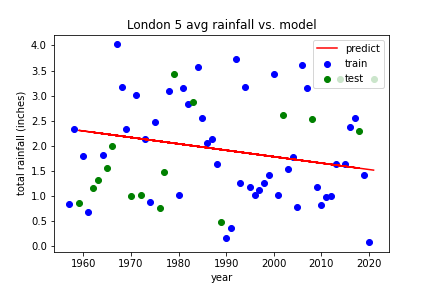 London 5 avg rainfall vs. model
predict
train
test
4.0
3.5
3.0
2.5
2.0
1.5
1.0
0.5
0.0
total rainfall (inches)
1960 1970 1980 1990 2000 2010 2020
year